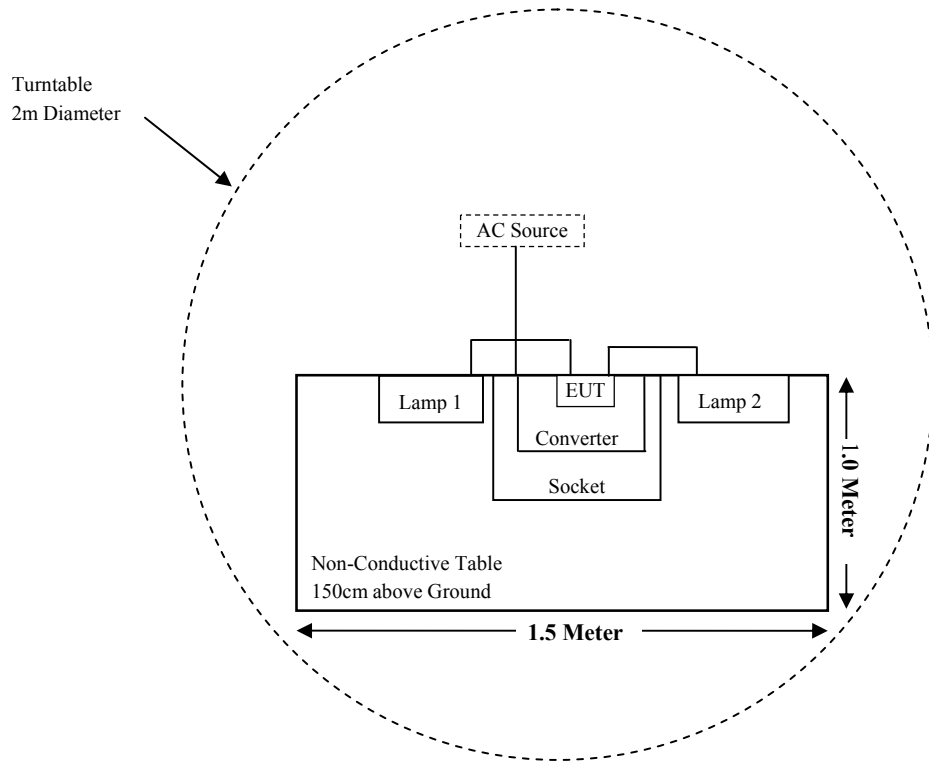 Turntable
2m Diameter
AC Source
Lamp 1
EUT
Lamp 2
Converter
Socket
1.0 Meter
Non-Conductive Table
150cm above Ground
1.5 Meter